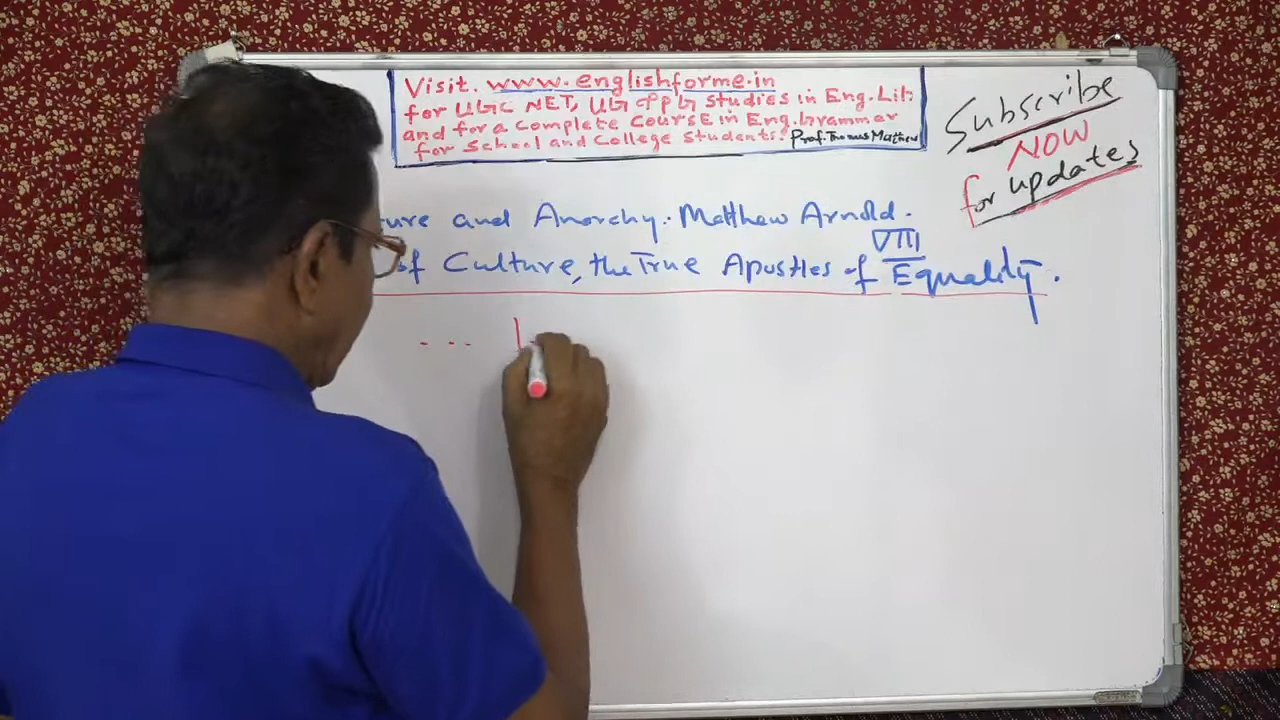 Visit. www.englishforme.in
for UGC NET, UG & PG Studies in Eng. Lit:
and for a Complete CoursE in Eng. Grammar
for School and College Students. Prof. Thomas Mathew
Subscribe
NOW
for updates
ture and Anarchy. Matthew Arnold.
VIII
of Culture, the True Apostles of Equality.
...